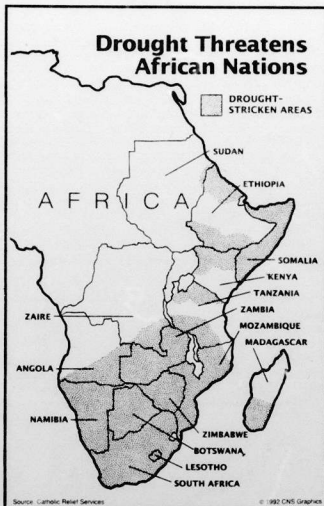 Drought Threatens
African Nations
DROUGHT-
STRICKEN AREAS
SUDAN
ETHIOPIA
AFRICA
SOMALIA
KENYA
TANZANIA
ZAIRE
ZAMBIA
MOZAMBIQUE
MADAGASCAR
ANGOLA
NAMIBIA
ZIMBABWE
BOTSWANA
LESOTHO
SOUTH AFRICA
Source: Catholic Relief Services
© 1992 CNS Graphics